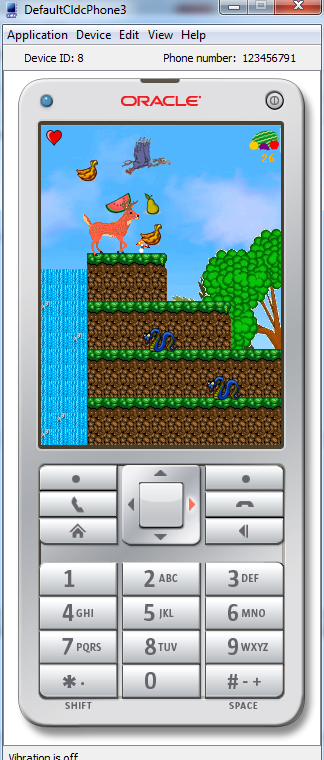 DefaultCldcPhone3
Application Device Edit View Help
Device ID: 8 Phone number: 123456791
ORACLE
26
1 2 ABC 3 DEF
4 GHI 5 JKL 6 MNO
7 PQRS 8 TUV 9 WXYZ
* . 0 # - +
SHIFT SPACE
Vibration is off